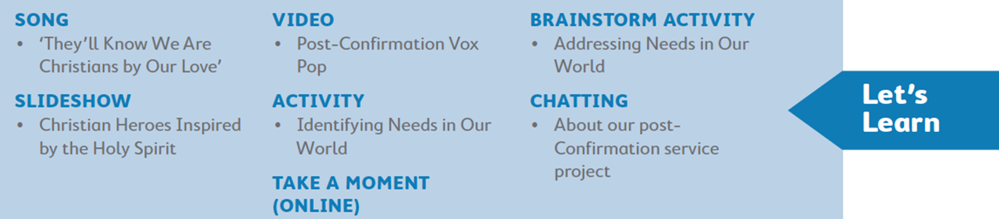 SONG
• ‘They’ll Know We Are
Christians by Our Love’
SLIDESHOW
• Christian Heroes Inspired
by the Holy Spirit
VIDEO
• Post-Confirmation Vox
Pop
ACTIVITY
• Identifying Needs in Our
World
TAKE A MOMENT
(ONLINE)
BRAINSTORM ACTIVITY
• Addressing Needs in Our
World
CHATTING
• About our post-
Confirmation service
project
Let’s
Learn